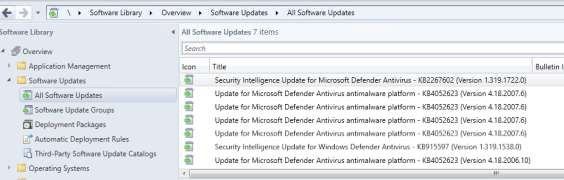 \ › Software Library › Overview › Software Updates › All Software Updates
Software Library
All Software Updates 7 items
Search
Overview
Application Management
Software Updates
All Software Updates
Software Update Groups
Deployment Packages
Automatic Deployment Rules
Third-Party Software Update Catalogs
Operating Systems
Icon Title Bulletin I
Security Intelligence Update for Microsoft Defender Antivirus - KB2267602 (Version 1.319.1722.0)
Update for Microsoft Defender Antivirus antimalware platform - KB4052623 (Version 4.18.2007.6)
Update for Microsoft Defender Antivirus antimalware platform - KB4052623 (Version 4.18.2007.6)
Update for Microsoft Defender Antivirus antimalware platform - KB4052623 (Version 4.18.2007.6)
Update for Microsoft Defender Antivirus antimalware platform - KB4052623 (Version 4.18.2007.6)
Security Intelligence Update for Windows Defender Antivirus - KB915597 (Version 1.319.1538.0)
Update for Microsoft Defender Antivirus antimalware platform - KB4052623 (Version 4.18.2006.10)